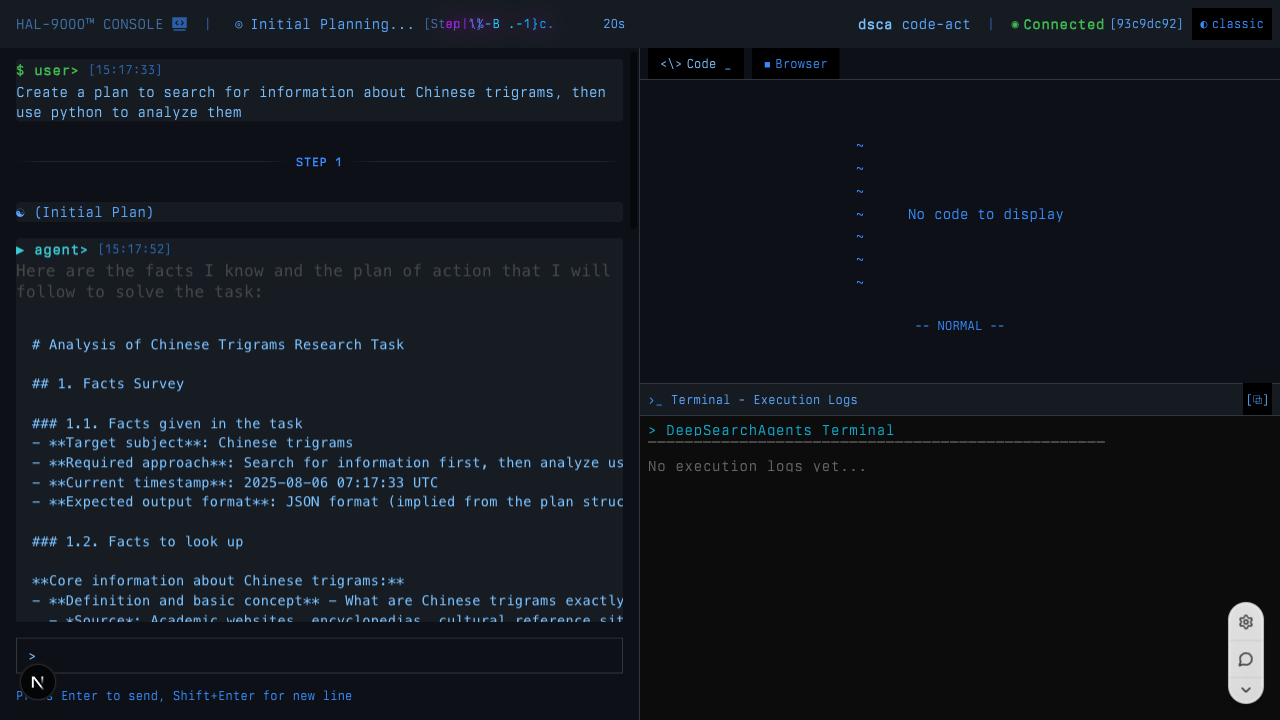 HAL-9000™ CONSOLE
Initial Planning...
20s
dsca code-act
Connected [93c9dc92]
classic
$ user> [15:17:33]
Create a plan to search for information about Chinese trigrams, then
use python to analyze them
STEP 1
☯ (Initial Plan)
▶ agent> [15:17:52]
Here are the facts I know and the plan of action that I will
follow to solve the task:
# Analysis of Chinese Trigrams Research Task
## 1. Facts Survey
### 1.1. Facts given in the task
- **Target subject**: Chinese trigrams
- **Required approach**: Search for information first, then analyze us
- **Current timestamp**: 2025-08-06 07:17:33 UTC
- **Expected output format**: JSON format (implied from the plan struc
### 1.2. Facts to look up
**Core information about Chinese trigrams:**
- **Definition and basic concept** - What are Chinese trigrams exactly
- *Source*: Academic websites, encyclopedias, cultural reference sit
>
N
Enter to send, Shift+Enter for new line
<\> Code _
Browser
~
~
~
~
~
~
~
No code to display
-- NORMAL --
›_ Terminal - Execution Logs
> DeepSearchAgents Terminal
No execution logs yet...